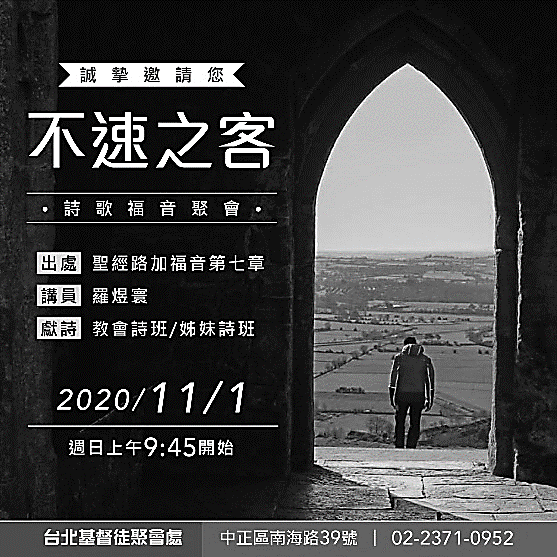 誠摯邀請您
不速之客
•詩歌福音聚會•
出處 聖經路加福音第七章
講員 羅煜寰
獻詩 教會詩班/姊妹詩班
2020/11/1
週日上午9:45開始
台北基督徒聚會處 中正區南海路39號 | 02-2371-0952